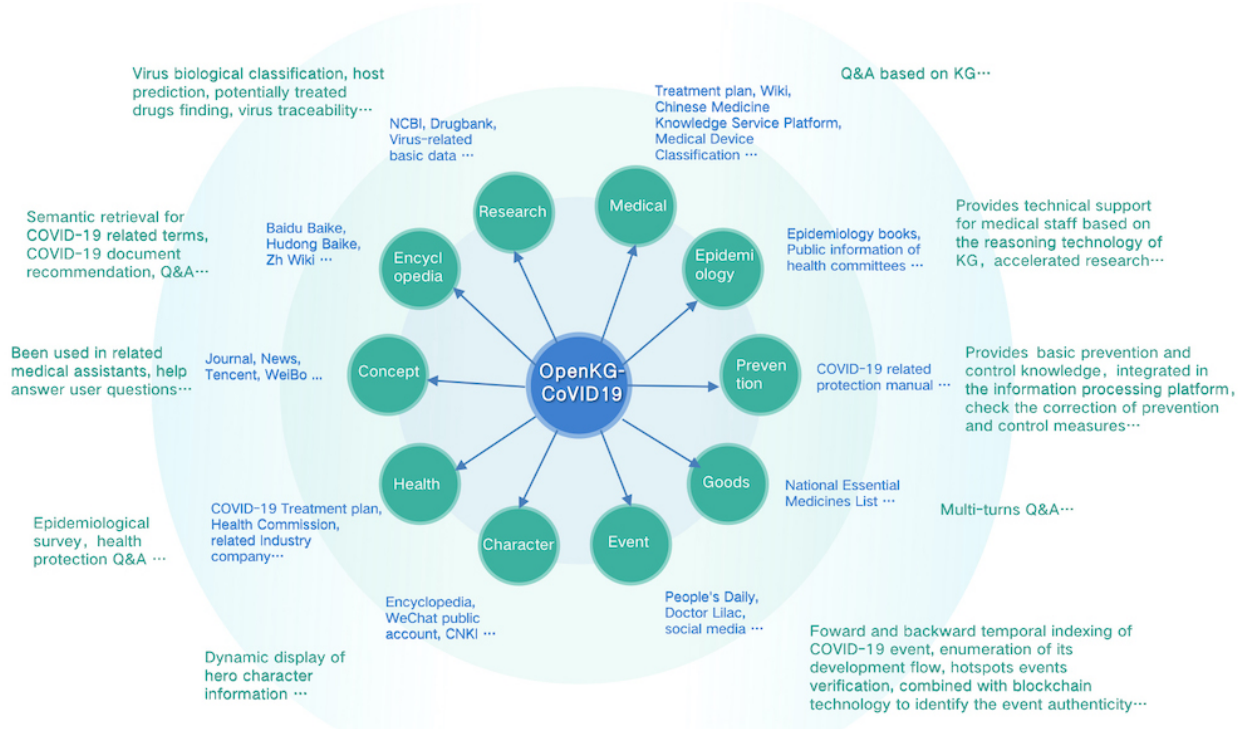 Virus biological classification, host
prediction, potentially treated
drugs finding, virus traceability⋯
Q&A based on KG⋯
NCBI, Drugbank,
Virus-related
basic data ⋯
Treatment plan, Wiki,
Chinese Medicine
Knowledge Service Platform,
Medical Device
Classification ⋯
Research
Medical
Semantic retrieval for
COVID-19 related terms,
COVID-19 document
recommendation, Q&A⋯
Baidu Baike,
Hudong Baike,
Zh Wiki ⋯
Encycl
opedia
Epidemi
ology
Epidemiology books,
Public information of
health committees ⋯
Provides technical support
for medical staff based on
the reasoning technology of
KG, accelerated research⋯
Been used in related
medical assistants, help
answer user questions⋯
Journal, News,
Tencent, WeiBo ...
Concept
OpenKG-
CoVID19
Preven
tion
COVID-19 related
protection manual ⋯
Provides basic prevention and
control knowledge, integrated in
the information processing platform,
check the correction of prevention
and control measures⋯
Health
Goods
National Essential
Medicines List ⋯
Multi-turns Q&A⋯
Epidemiological
survey, health
protection Q&A ⋯
COVID-19 Treatment plan,
Health Commission,
related Industry
company⋯
Character
Event
Encyclopedia,
WeChat public
account, CNKI ⋯
People's Daily,
Doctor Lilac,
social media ⋯
Dynamic display of
hero character
information ⋯
Foward and backward temporal indexing of
COVID-19 event, enumeration of its
development flow, hotspots events
verification, combined with blockchain
technology to identify the event authenticity⋯